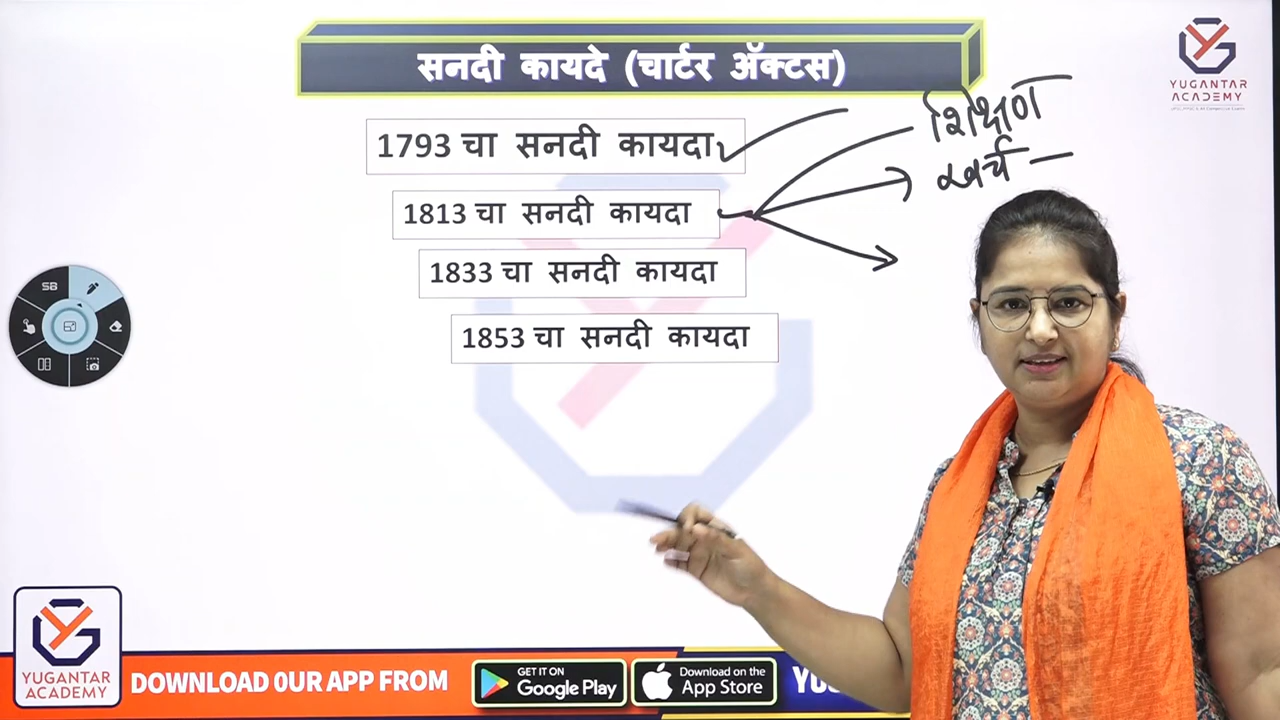 सनदी कायदे (चार्टर ॲक्टस)
YUGANTAR
ACADEMY
1793 चा सनदी कायदा
शिक्षण
खर्च
1813 चा सनदी कायदा
1833 चा सनदी कायदा
SB
1853 चा सनदी कायदा
YUGANTAR
ACADEMY
DOWNLOAD OUR APP FROM
GET IT ON
Google Play
Download on the
App Store